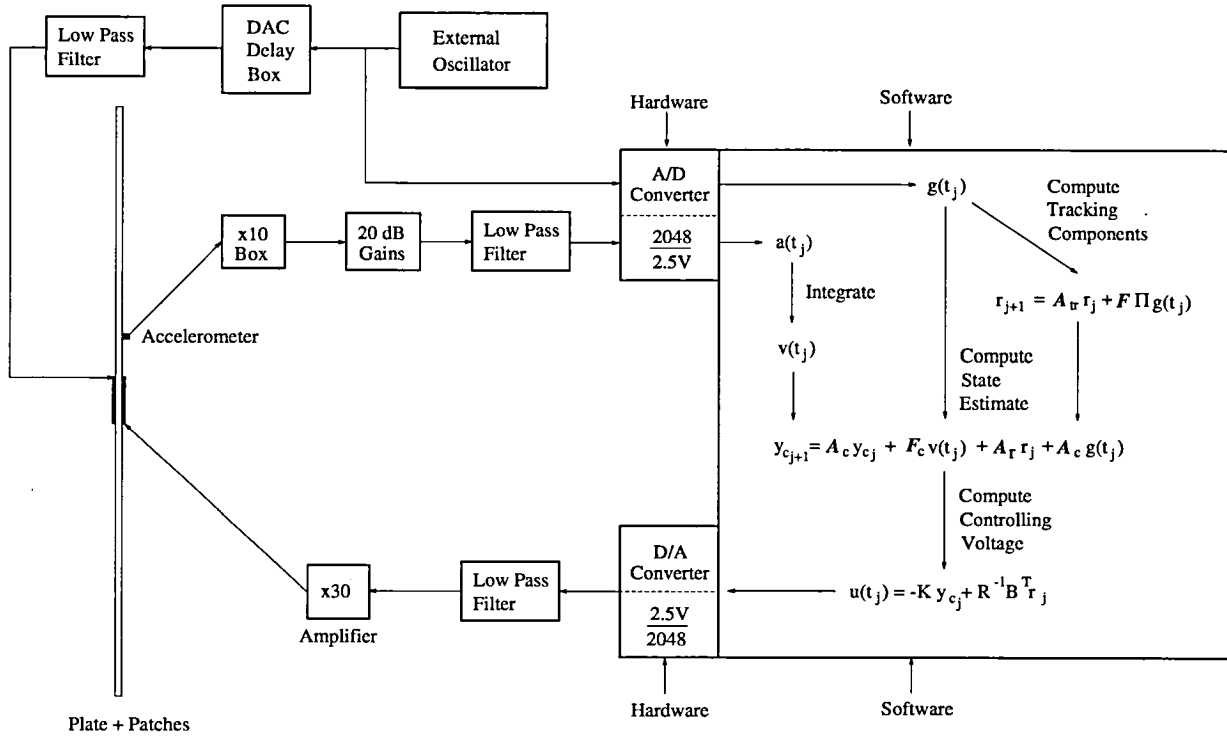 Low Pass
Filter
DAC
Delay
Box
External
Oscillator
Hardware
Software
A/D
Converter
2048
2.5V
g(t_j)
Compute
Tracking
Components
x10
Box
20 dB
Gains
Low Pass
Filter
a(t_j)
Integrate
r_{j+1} = A_{tr} r_j + F Π g(t_j)
Accelerometer
v(t_j)
Compute
State
Estimate
y_{c_{j+1}} = A_c y_{c_j} + F_c v(t_j) + A_r r_j + A_c g(t_j)
Compute
Controlling
Voltage
D/A
Converter
2.5V
2048
Low Pass
Filter
x30
Amplifier
u(t_j) = -K y_{c_j} + R^{-1} B^T r_j
Hardware
Software
Plate + Patches